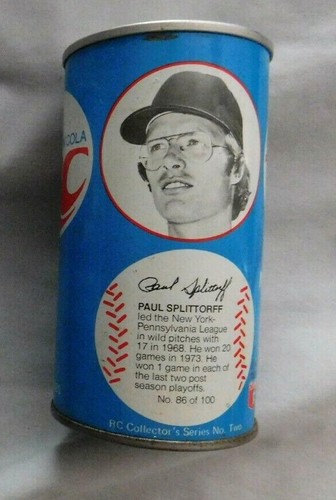 COLA
C
Paul Splittorff
PAUL SPLITTORFF
led the New York-
Pennsylvania League
in wild pitches with
17 in 1968. He won 20
games in 1973. He
won 1 game in each of
the last two post
season playoffs.
No. 86 of 100
RC Collector's Series No. Two